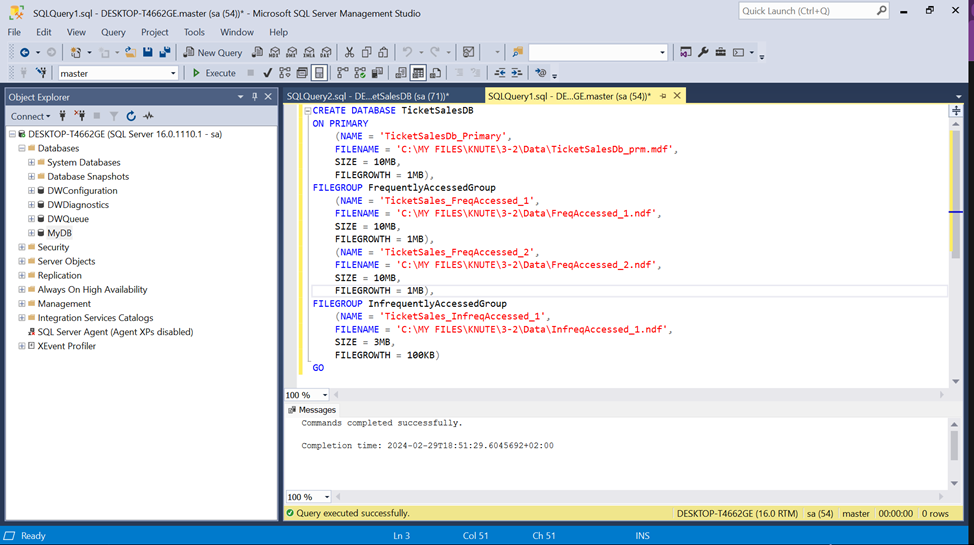 SQLQuery1.sql - DESKTOP-T4662GE.master (sa (54))* - Microsoft SQL Server Management Studio
Quick Launch (Ctrl+Q)
File Edit View Query Project Tools Window Help
New Query
MDX DMX XMLA DAX
master
Execute
Object Explorer
Connect
DESKTOP-T4662GE (SQL Server 16.0.1110.1 - sa)
Databases
System Databases
Database Snapshots
DWConfiguration
DWDiagnostics
DWQueue
MyDB
Security
Server Objects
Replication
Always On High Availability
Management
Integration Services Catalogs
SQL Server Agent (Agent XPs disabled)
XEvent Profiler
SQLQuery2.sql - DE...etSalesDB (sa (71))*
SQLQuery1.sql - DE...GE.master (sa (54))*
CREATE DATABASE TicketSalesDB
ON PRIMARY
(NAME = 'TicketSalesDb_Primary',
FILENAME = 'C:\MY FILES\KNUTE\3-2\Data\TicketSalesDb_prm.mdf',
SIZE = 10MB,
FILEGROWTH = 1MB),
FILEGROUP FrequentlyAccessedGroup
(NAME = 'TicketSales_FreqAccessed_1',
FILENAME = 'C:\MY FILES\KNUTE\3-2\Data\FreqAccessed_1.ndf',
SIZE = 10MB,
FILEGROWTH = 1MB),
(NAME = 'TicketSales_FreqAccessed_2',
FILENAME = 'C:\MY FILES\KNUTE\3-2\Data\FreqAccessed_2.ndf',
SIZE = 10MB,
FILEGROWTH = 1MB),
FILEGROUP InfrequentlyAccessedGroup
(NAME = 'TicketSales_InfreqAccessed_1',
FILENAME = 'C:\MY FILES\KNUTE\3-2\Data\InfreqAccessed_1.ndf',
SIZE = 3MB,
FILEGROWTH = 100KB)
GO
100 %
Messages
Commands completed successfully.
Completion time: 2024-02-29T18:51:29.6045692+02:00
100 %
Query executed successfully.
DESKTOP-T4662GE (16.0 RTM) sa (54) master 00:00:00 0 rows
Ready Ln 3 Col 51 Ch 51 INS